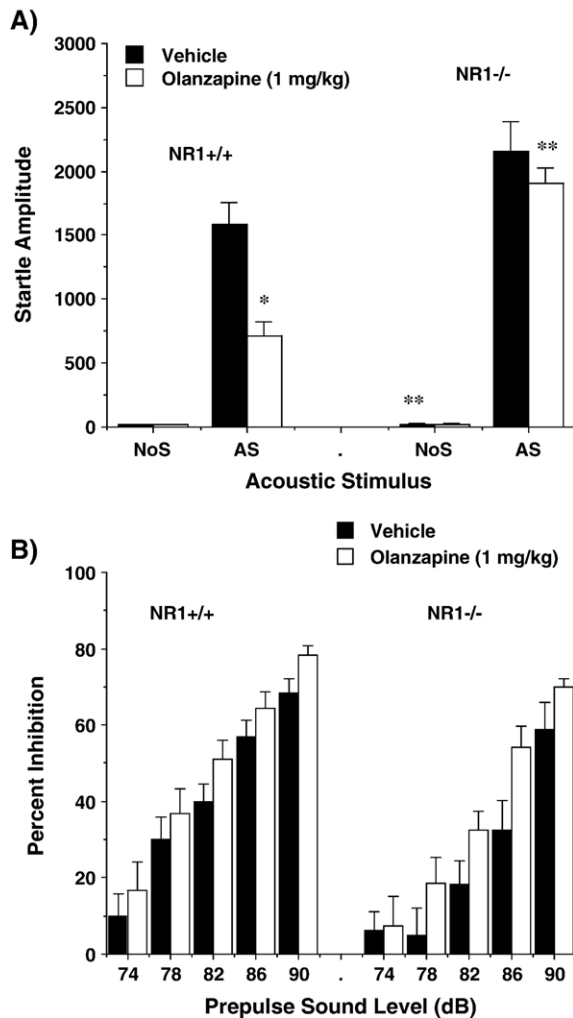 A)
3000
Vehicle
Olanzapine (1 mg/kg)
NR1-/-
2500
NR1+/+
**
2000
Startle Amplitude
1500
*
1000
500
**
0
NoS AS . NoS AS
Acoustic Stimulus
B)
Vehicle
Olanzapine (1 mg/kg)
100
NR1+/+ NR1-/-
80
60
Percent Inhibition
40
20
0
74 78 82 86 90 . 74 78 82 86 90
Prepulse Sound Level (dB)